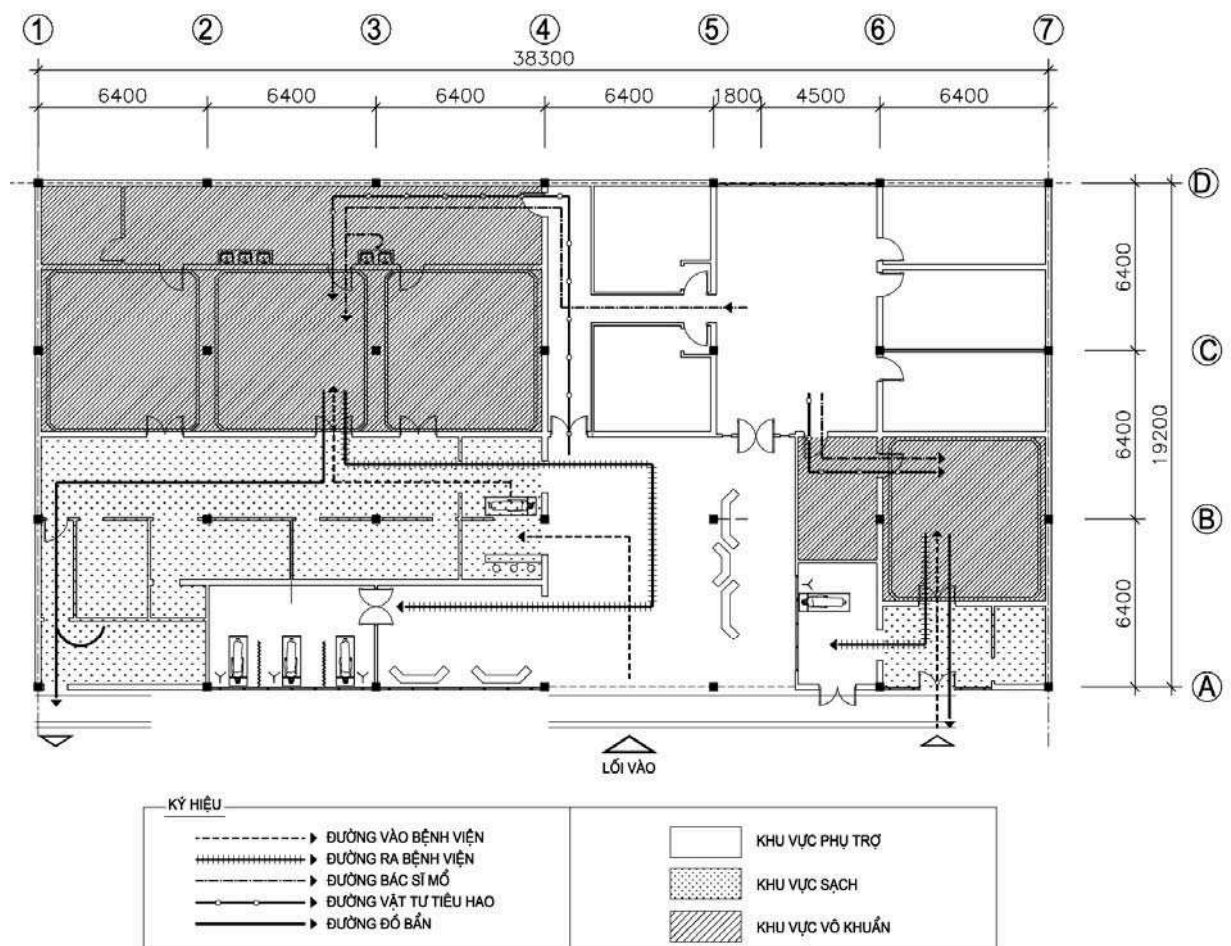 1 2 3 4 5 6 7
38300
6400 6400 6400 6400 1800 4500 6400
D
C
B
A
6400
6400
6400
19200
LỐI VÀO
KÝ HIỆU
ĐƯỜNG VÀO BỆNH VIỆN
ĐƯỜNG RA BỆNH VIỆN
ĐƯỜNG BÁC SĨ MỔ
ĐƯỜNG VẬT TƯ TIÊU HAO
ĐƯỜNG ĐỒ BẨN
KHU VỰC PHỤ TRỢ
KHU VỰC SẠCH
KHU VỰC VÔ KHUẨN